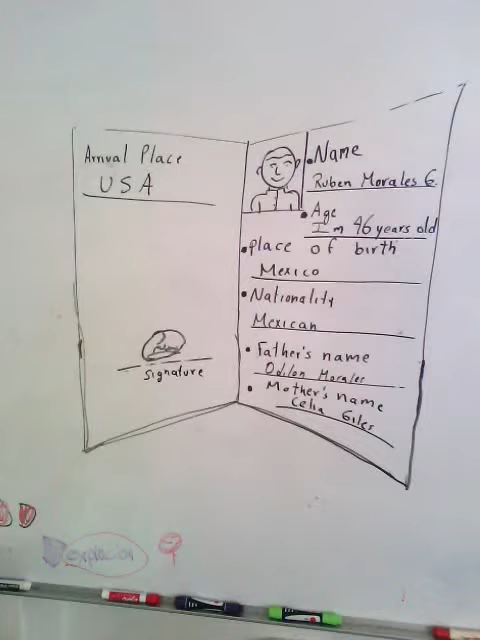 Arrival Place
USA
Signature
Name
Ruben Morales G.
Age
I'm 46 years old
place of birth
Mexico
Nationality
Mexican
Father's name
Odilon Morales
Mother's name
Celia Giles
explocion